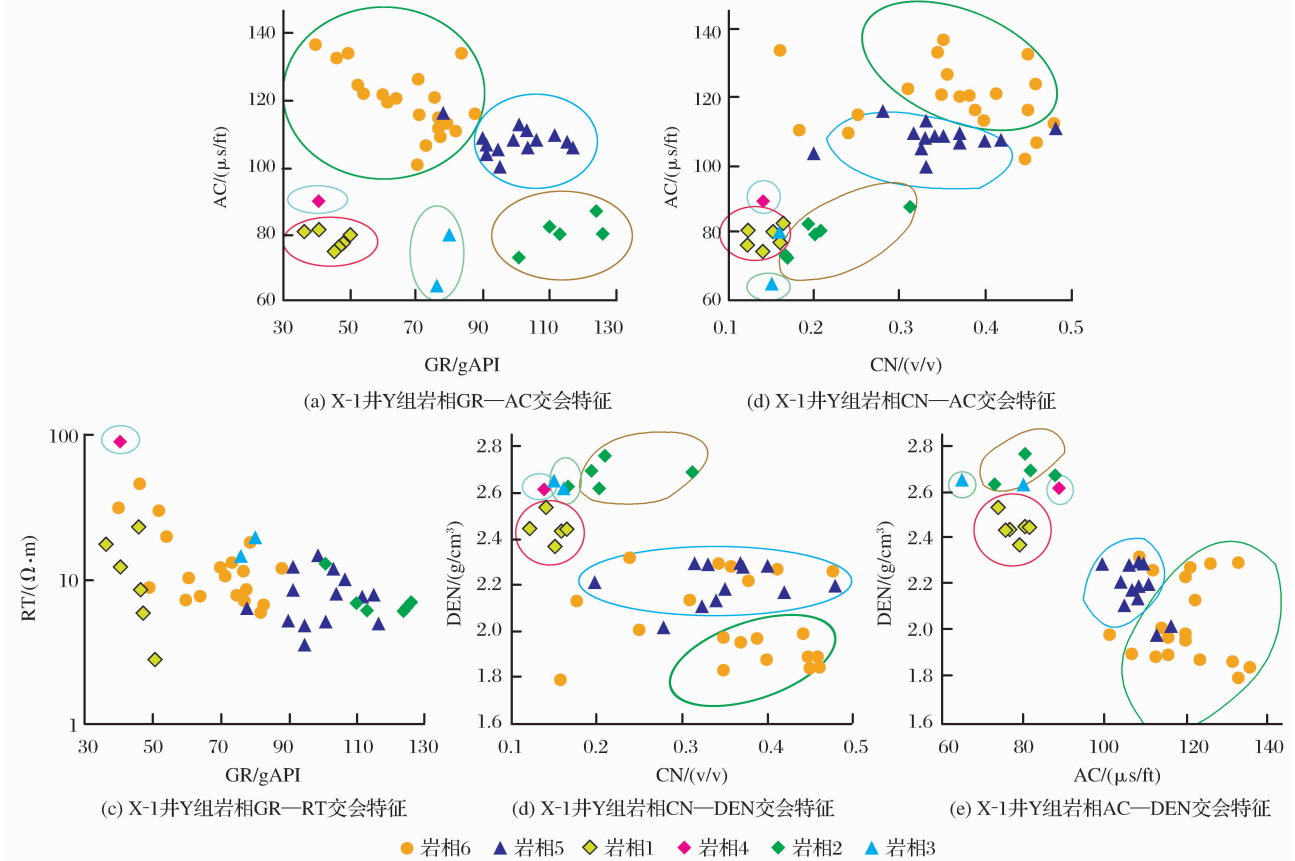 140
120
100
80
60
AC/(μs/ft)
30 50 70 90 110 130
GR/gAPI
(a) X-1井Y组岩相GR—AC交会特征
140
120
100
80
60
AC/(μs/ft)
0.1 0.2 0.3 0.4 0.5
CN/(v/v)
(d) X-1井Y组岩相CN—AC交会特征
100
10
1
RT/(Ω·m)
30 50 70 90 110 130
GR/gAPI
(c) X-1井Y组岩相GR—RT交会特征
2.8
2.6
2.4
2.2
2.0
1.8
1.6
DEN/(g/cm³)
0.1 0.2 0.3 0.4 0.5
CN/(v/v)
(d) X-1井Y组岩相CN—DEN交会特征
2.8
2.6
2.4
2.2
2.0
1.8
1.6
DEN/(g/cm³)
60 80 100 120 140
AC/(μs/ft)
(e) X-1井Y组岩相AC—DEN交会特征
岩相6 岩相5 岩相1 岩相4 岩相2 岩相3